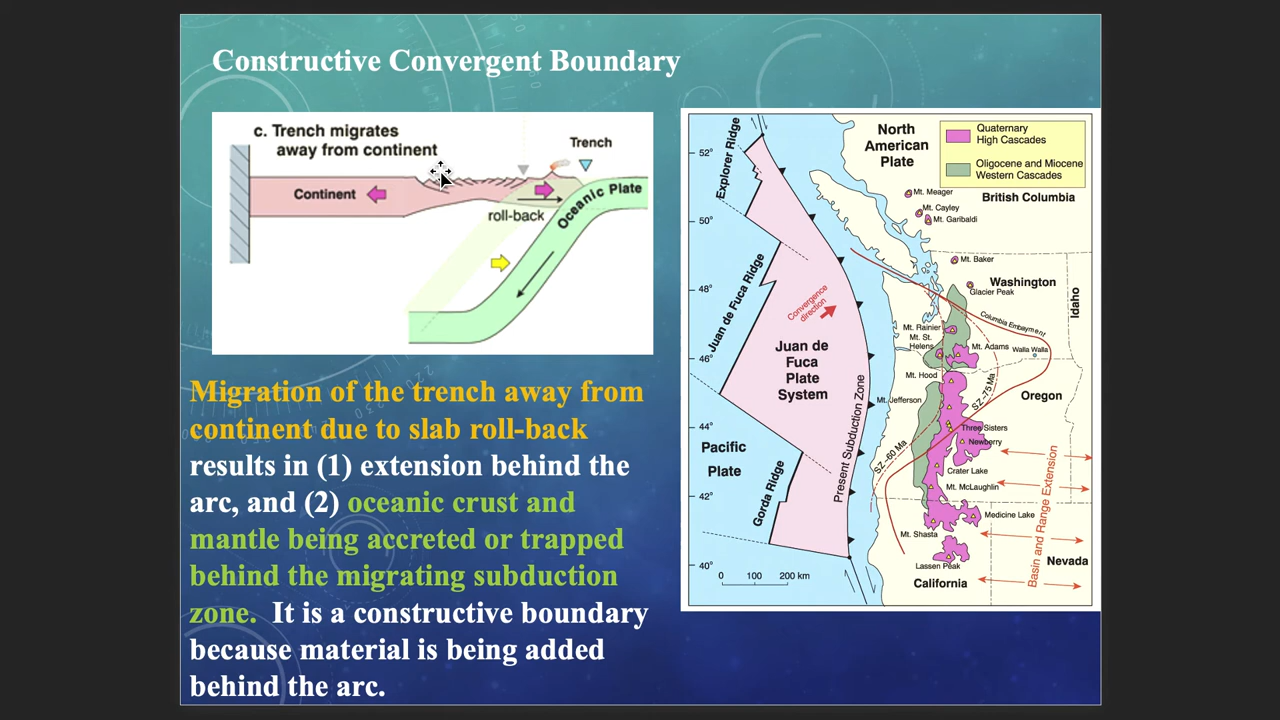 Constructive Convergent Boundary
c. Trench migrates
away from continent
Trench
Continent
roll-back
Oceanic Plate
Migration of the trench away from
continent due to slab roll-back
results in (1) extension behind the
arc, and (2) oceanic crust and
mantle being accreted or trapped
behind the migrating subduction
zone. It is a constructive boundary
because material is being added
behind the arc.
Quaternary
High Cascades
Oligocene and Miocene
Western Cascades
North
American
Plate
British Columbia
52°
50°
48°
46°
44°
42°
40°
Explorer Ridge
Juan de Fuca Ridge
Gorda Ridge
Mt. Meager
Mt. Cayley
Mt. Garibaldi
Mt. Baker
Washington
Glacier Peak
Idaho
Convergence
direction
Columbia Embayment
Mt. Rainier
Mt. St.
Helens
Mt. Adams
Walla Walla
Juan de
Fuca
Plate
System
Mt. Hood
SZ~75 Ma
Oregon
Mt. Jefferson
Present Subduction Zone
Three Sisters
Newberry
SZ~60 Ma
Pacific
Plate
Crater Lake
Mt. McLaughlin
Basin and Range Extension
Medicine Lake
Mt. Shasta
Lassen Peak
Nevada
California
0 100 200 km